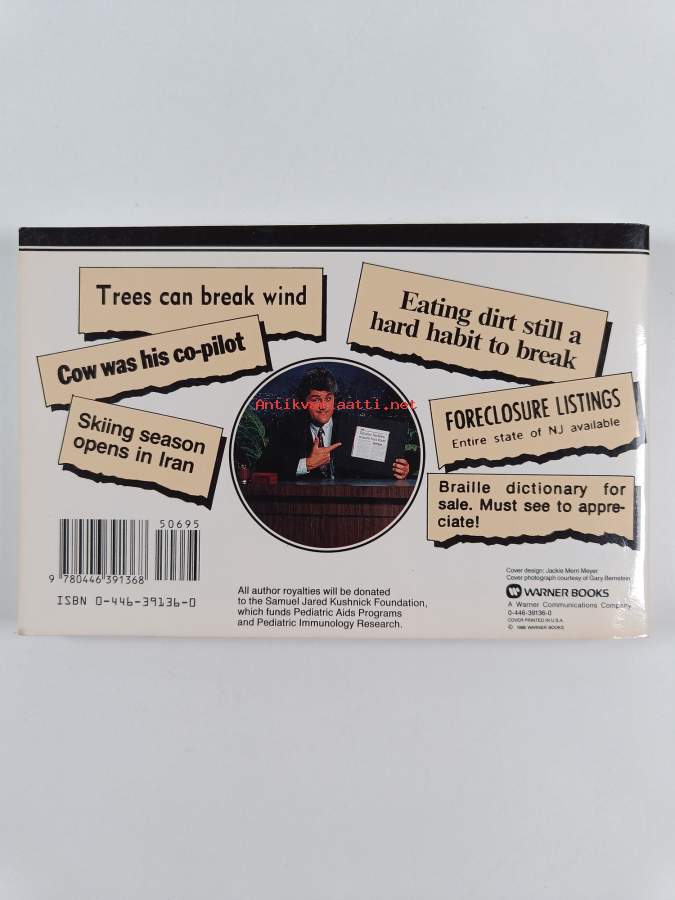 Trees can break wind
Eating dirt still a
hard habit to break
Cow was his co-pilot
Antikvariaatti.net
Skiing season
opens in Iran
FORECLOSURE LISTINGS
Entire state of NJ available
Braille dictionary for
sale. Must see to appre-
ciate!
50695
9 780446 391368
ISBN 0-446-39136-0
All author royalties will be donated
to the Samuel Jared Kushnick Foundation,
which funds Pediatric Aids Programs
and Pediatric Immunology Research.
Cover design: Jackie Merri Meyer
Cover photograph courtesy of Gary Bernstein
WARNER BOOKS
A Warner Communications Company
0-446-39136-0
COVER PRINTED IN U.S.A.
WARNER BOOKS